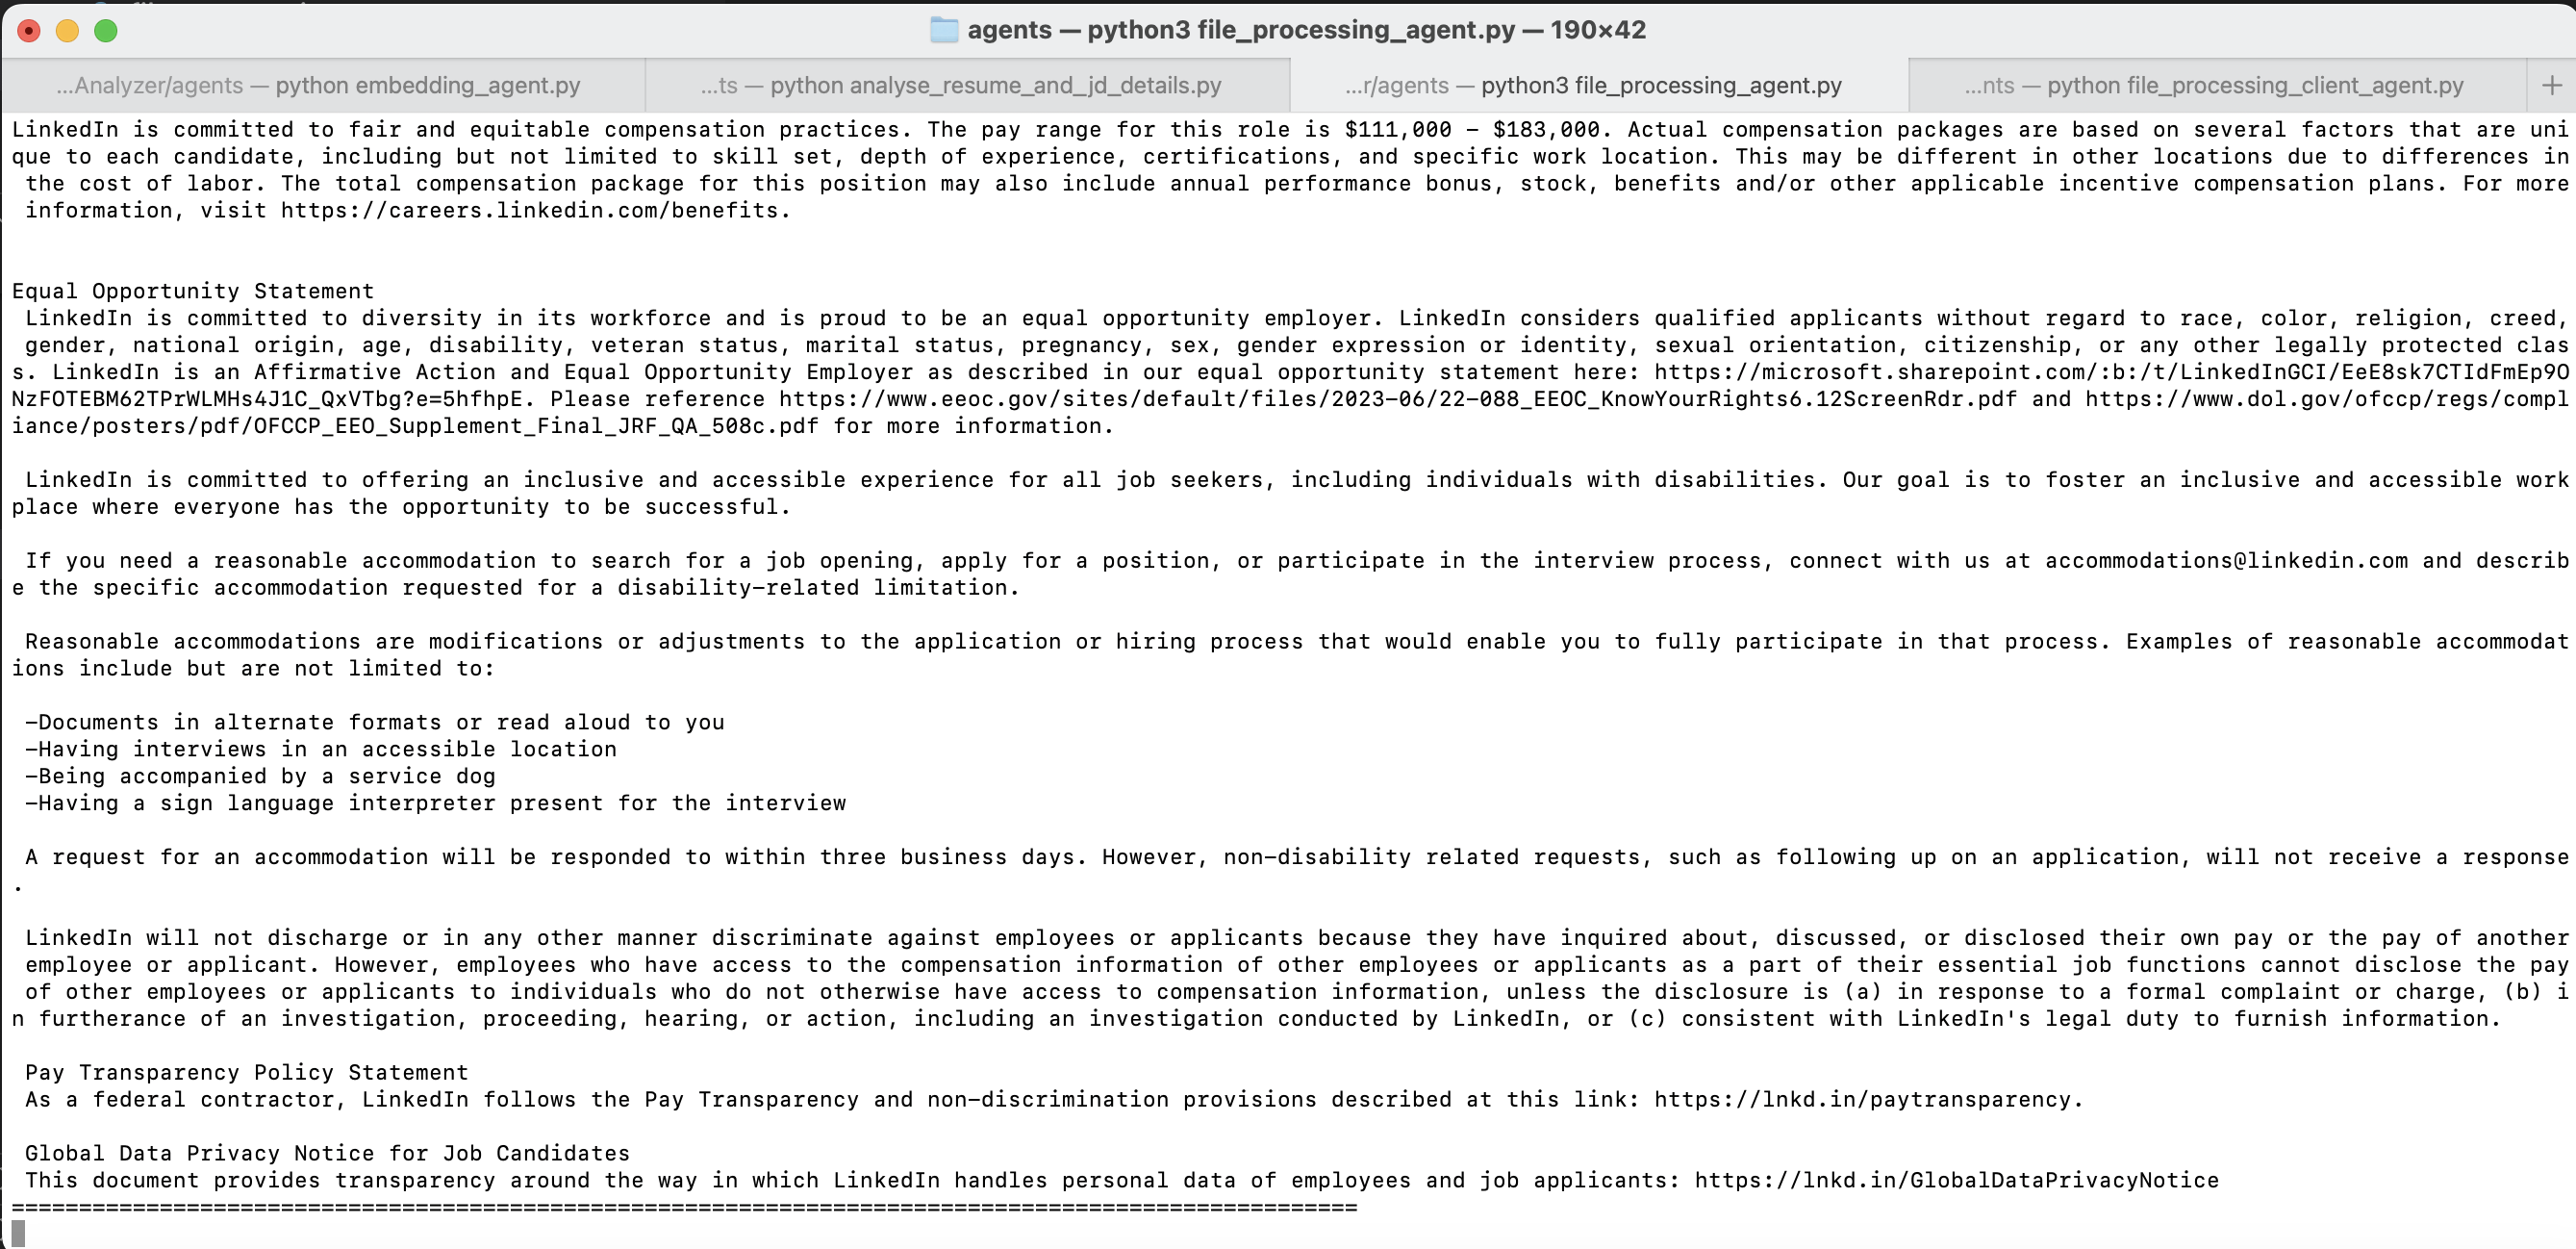 agents — python3 file_processing_agent.py — 190×42
...Analyzer/agents — python embedding_agent.py
...ts — python analyse_resume_and_jd_details.py
...r/agents — python3 file_processing_agent.py
...nts — python file_processing_client_agent.py
+
LinkedIn is committed to fair and equitable compensation practices. The pay range for this role is $111,000 - $183,000. Actual compensation packages are based on several factors that are uni
que to each candidate, including but not limited to skill set, depth of experience, certifications, and specific work location. This may be different in other locations due to differences in
 the cost of labor. The total compensation package for this position may also include annual performance bonus, stock, benefits and/or other applicable incentive compensation plans. For more
 information, visit https://careers.linkedin.com/benefits.
Equal Opportunity Statement
 LinkedIn is committed to diversity in its workforce and is proud to be an equal opportunity employer. LinkedIn considers qualified applicants without regard to race, color, religion, creed,
 gender, national origin, age, disability, veteran status, marital status, pregnancy, sex, gender expression or identity, sexual orientation, citizenship, or any other legally protected clas
s. LinkedIn is an Affirmative Action and Equal Opportunity Employer as described in our equal opportunity statement here: https://microsoft.sharepoint.com/:b:/t/LinkedInGCI/EeE8sk7CTIdFmEp9O
NzFOTEBM62TPrWLMHs4J1C_QxVTbg?e=5hfhpE. Please reference https://www.eeoc.gov/sites/default/files/2023-06/22-088_EEOC_KnowYourRights6.12ScreenRdr.pdf and https://www.dol.gov/ofccp/regs/compl
iance/posters/pdf/OFCCP_EEO_Supplement_Final_JRF_QA_508c.pdf for more information.
 LinkedIn is committed to offering an inclusive and accessible experience for all job seekers, including individuals with disabilities. Our goal is to foster an inclusive and accessible work
place where everyone has the opportunity to be successful.
 If you need a reasonable accommodation to search for a job opening, apply for a position, or participate in the interview process, connect with us at accommodations@linkedin.com and describ
e the specific accommodation requested for a disability-related limitation.
 Reasonable accommodations are modifications or adjustments to the application or hiring process that would enable you to fully participate in that process. Examples of reasonable accommodat
ions include but are not limited to:
 -Documents in alternate formats or read aloud to you
 -Having interviews in an accessible location
 -Being accompanied by a service dog
 -Having a sign language interpreter present for the interview
 A request for an accommodation will be responded to within three business days. However, non-disability related requests, such as following up on an application, will not receive a response
.
 LinkedIn will not discharge or in any other manner discriminate against employees or applicants because they have inquired about, discussed, or disclosed their own pay or the pay of another
 employee or applicant. However, employees who have access to the compensation information of other employees or applicants as a part of their essential job functions cannot disclose the pay
 of other employees or applicants to individuals who do not otherwise have access to compensation information, unless the disclosure is (a) in response to a formal complaint or charge, (b) i
n furtherance of an investigation, proceeding, hearing, or action, including an investigation conducted by LinkedIn, or (c) consistent with LinkedIn's legal duty to furnish information.
 Pay Transparency Policy Statement
 As a federal contractor, LinkedIn follows the Pay Transparency and non-discrimination provisions described at this link: https://lnkd.in/paytransparency.
 Global Data Privacy Notice for Job Candidates
 This document provides transparency around the way in which LinkedIn handles personal data of employees and job applicants: https://lnkd.in/GlobalDataPrivacyNotice
====================================================================================================